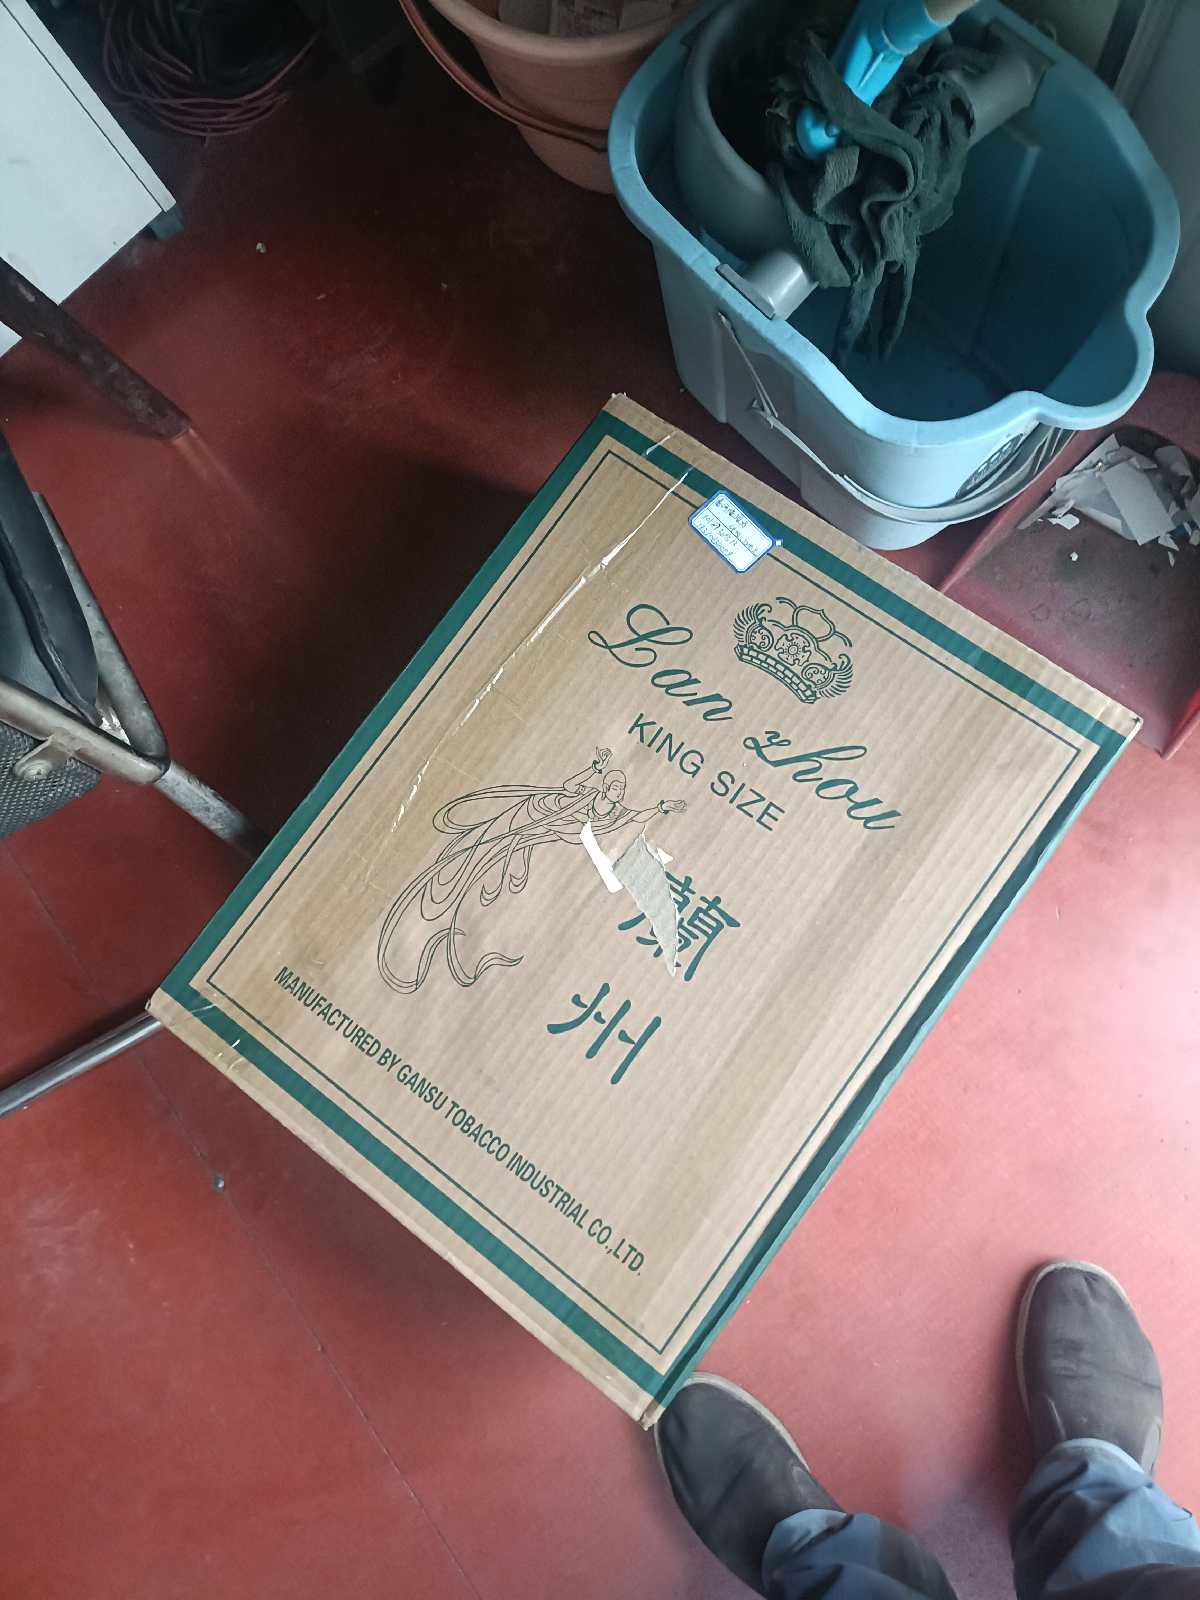 Lan Zhou
KING SIZE
蘭
州
MANUFACTURED BY GANSU TOBACCO INDUSTRIAL CO.,LTD.